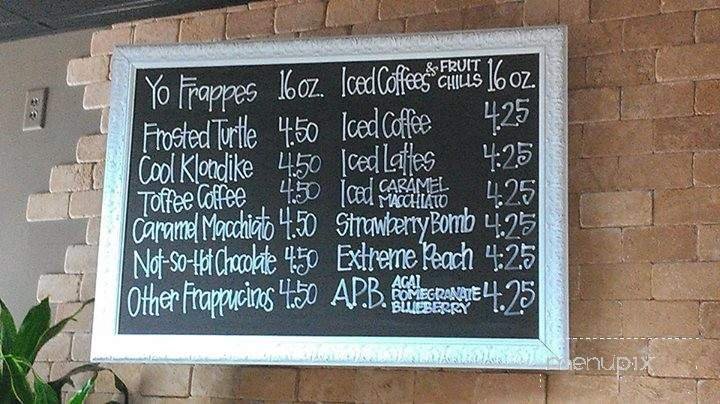 Yo Frappes 16 oz.
Frosted Turtle 4.50
Cool Klondike 4.50
Toffee Coffee 4.50
Caramel Macchiato 4.50
Not-so-Hot Chocolate 4.50
Other Frappucinos 4.50
Iced Coffees & FRUIT CHILLS 16 oz.
Iced Coffee 4.25
Iced Lattes 4.25
Iced CARAMEL MACCHIATO 4.25
Strawberry Bomb 4.25
Extreme Peach 4.25
A.P.B. ACAI POMEGRANATE BLUEBERRY 4.25
menupix